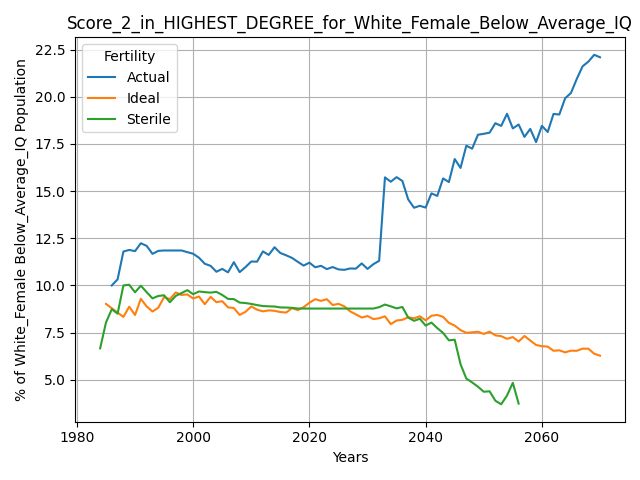 Score_2_in_HIGHEST_DEGREE_for_White_Female_Below_Average_IQ
Fertility
Actual
Ideal
Sterile
% of White_Female Below_Average_IQ Population
22.5
20.0
17.5
15.0
12.5
10.0
7.5
5.0
1980
2000
2020
2040
2060
Years